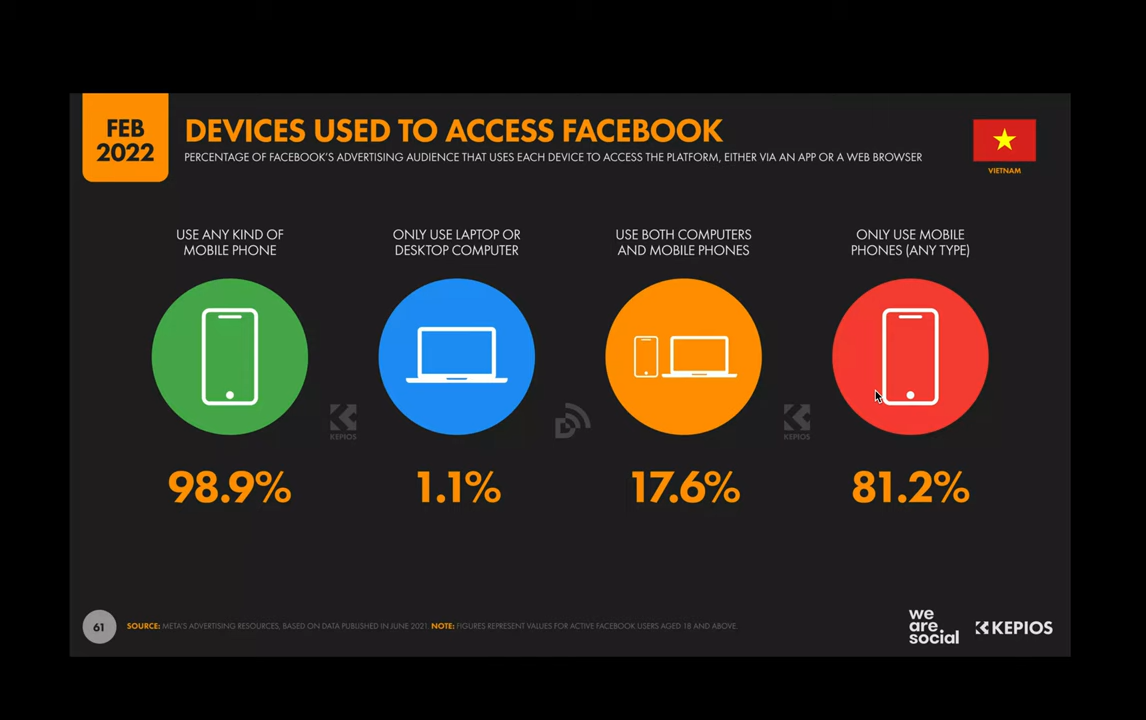 FEB
2022
DEVICES USED TO ACCESS FACEBOOK
PERCENTAGE OF FACEBOOK'S ADVERTISING AUDIENCE THAT USES EACH DEVICE TO ACCESS THE PLATFORM, EITHER VIA AN APP OR A WEB BROWSER
VIETNAM
USE ANY KIND OF
MOBILE PHONE
98.9%
ONLY USE LAPTOP OR
DESKTOP COMPUTER
1.1%
USE BOTH COMPUTERS
AND MOBILE PHONES
17.6%
ONLY USE MOBILE
PHONES (ANY TYPE)
81.2%
KEPIOS
KEPIOS
61
SOURCE: META'S ADVERTISING RESOURCES, BASED ON DATA PUBLISHED IN JUNE 2021. NOTE: FIGURES REPRESENT VALUES FOR ACTIVE FACEBOOK USERS AGED 18 AND ABOVE.
we
are
social
KEPIOS